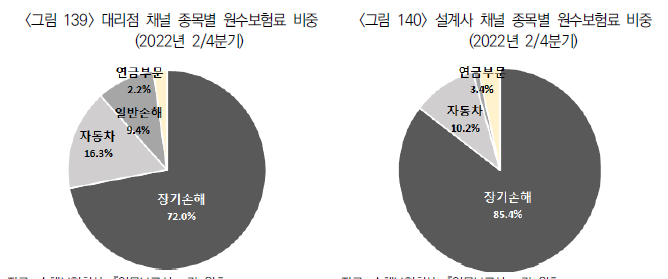 〈그림 139〉 대리점 채널 종목별 원수보험료 비중
(2022년 2/4분기)
연금부문
2.2%
일반손해
9.4%
자동차
16.3%
장기손해
72.0%
〈그림 140〉 설계사 채널 종목별 원수보험료 비중
(2022년 2/4분기)
연금부문
3.4%
자동차
10.2%
장기손해
85.4%